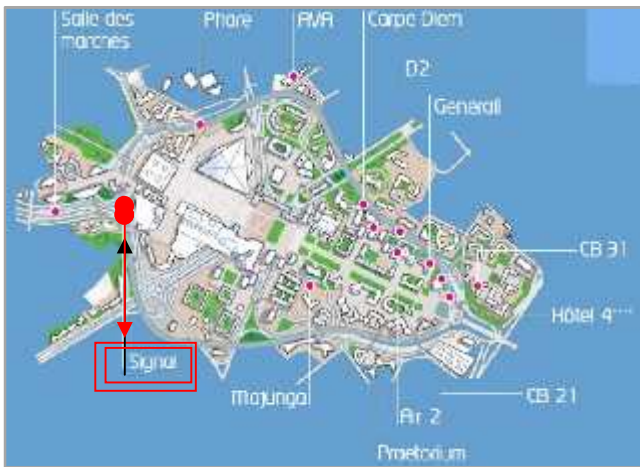 Salle des
marches
Phare
AVA
Carpe Diem
D2
Generali
CB 31
Hôtel 4****
Signal
Majunga
Air 2
CB 21
Praetorium